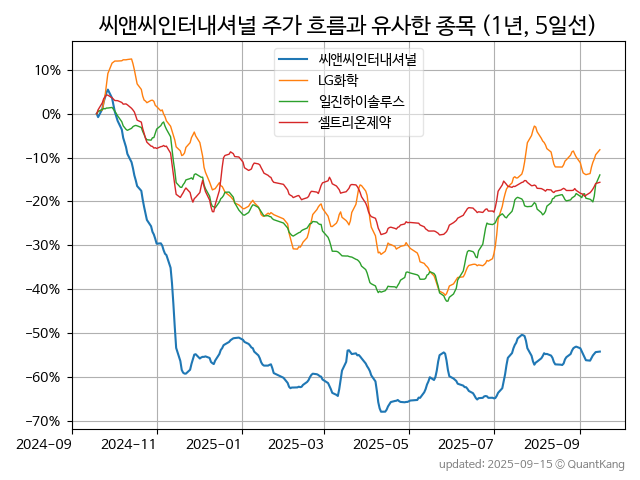 씨앤씨인터내셔널 주가 흐름과 유사한 종목 (1년, 5일선)
씨앤씨인터내셔널
LG화학
일진하이솔루스
셀트리온제약
10%
0%
−10%
−20%
−30%
−40%
−50%
−60%
−70%
2024-09
2024-11
2025-01
2025-03
2025-05
2025-07
2025-09
updated: 2025-09-15 © QuantKang